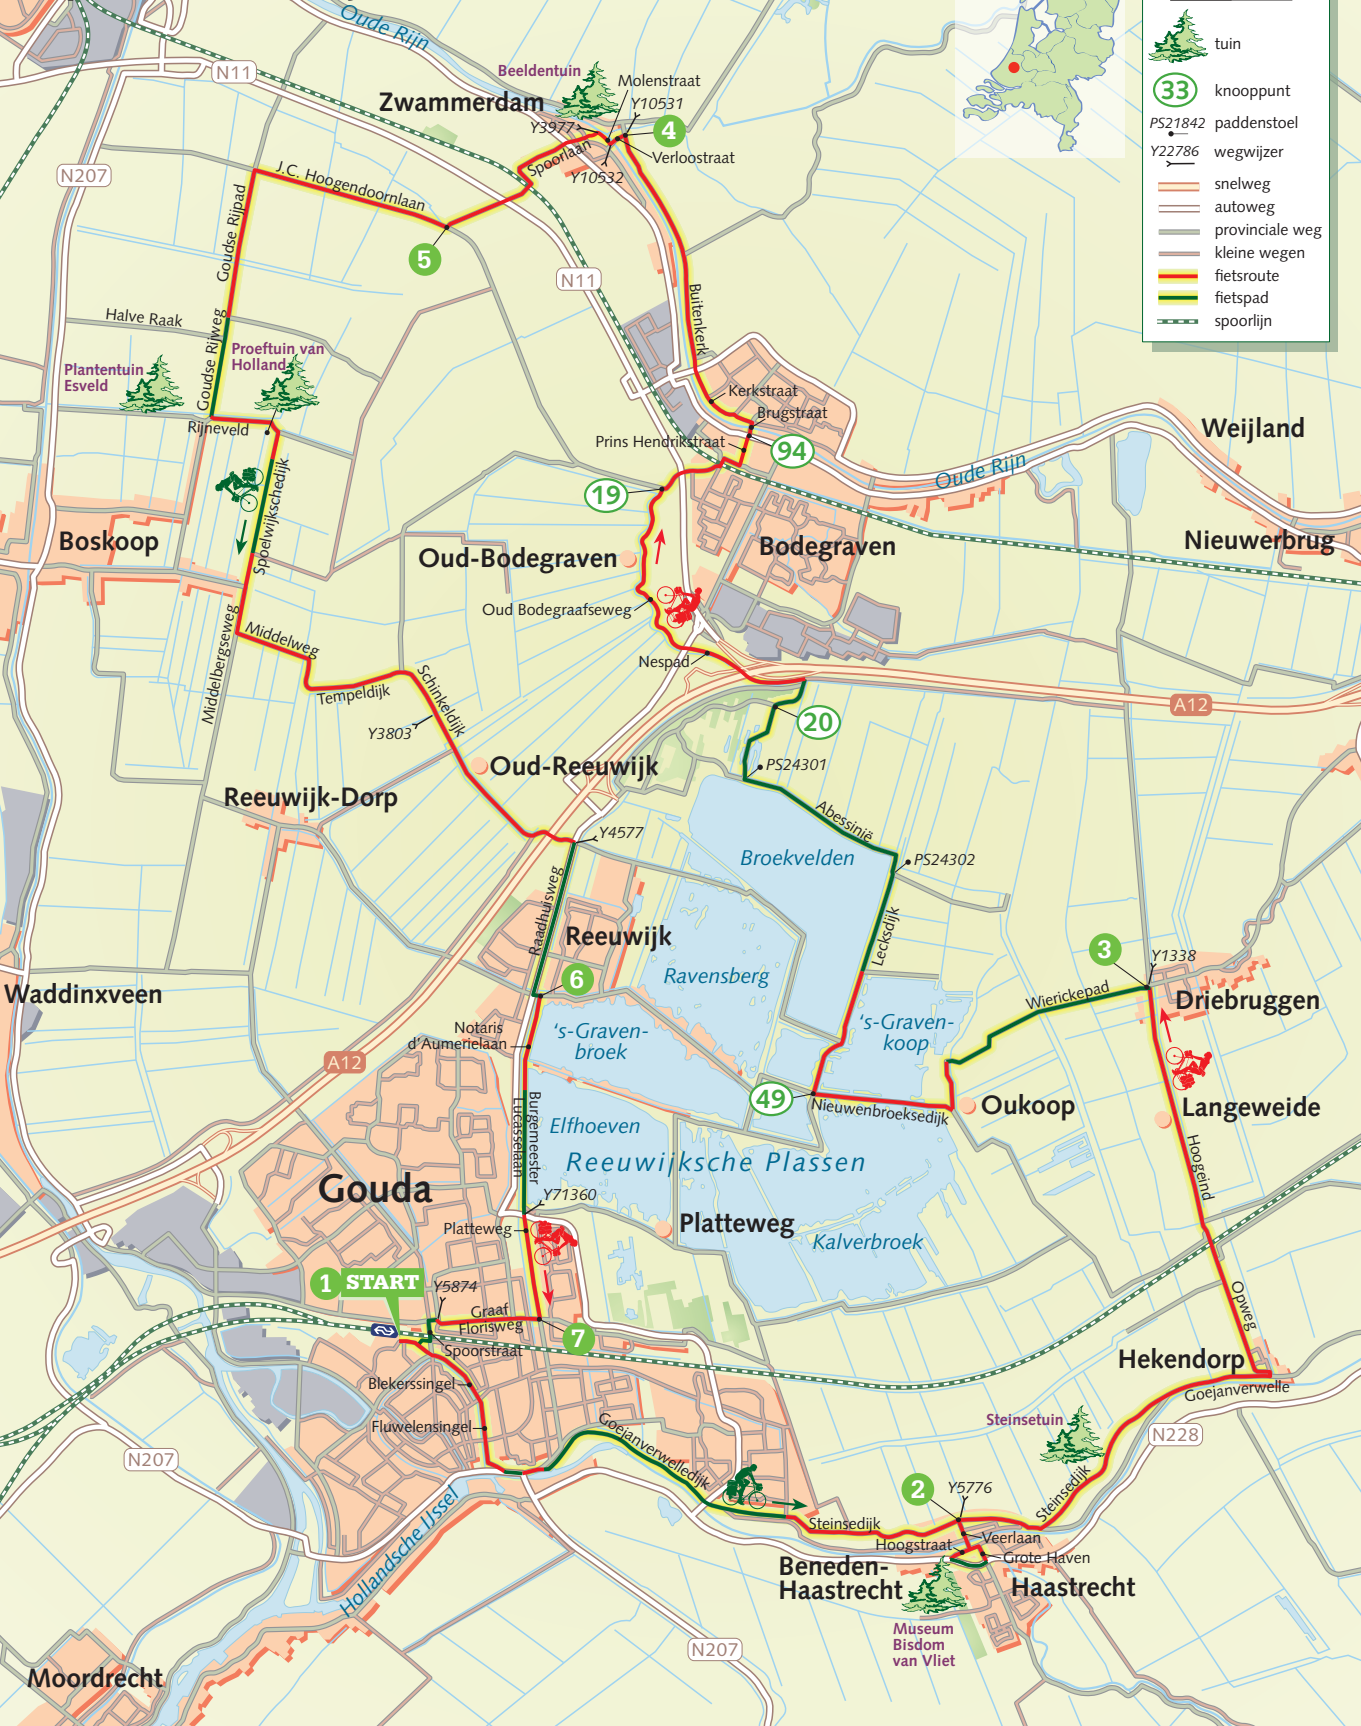 tuin
33
knooppunt
PS21842
paddenstoel
Y22786
wegwijzer
snelweg
autoweg
provinciale weg
kleine wegen
fietsroute
fietspad
spoorlijn
Oude Rijn
N11
Beeldentuin
Molenstraat
Zwammerdam
Y10531
Y3977
4
Verloostraat
Spoorlaan
Y10532
N207
J.C. Hoogendoornlaan
Goudse Rijpad
5
N11
Buitenkerk
Halve Raak
Goudse Rijweg
Proeftuin van
Holland
Plantentuin
Esveld
Kerkstraat
Brugstraat
Rijneveld
Prins Hendrikstraat
94
Weijland
Oude Rijn
19
Spoelwijkschedijk
Boskoop
Oud-Bodegraven
Bodegraven
Nieuwerbrug
Oud Bodegraafseweg
Middelbergseweg
Middelweg
Nespad
Schinkeldijk
Tempeldijk
A12
Y3803
20
PS24301
Oud-Reeuwijk
Reeuwijk-Dorp
Abessinië
Y4577
Broekvelden
PS24302
Raadhuisweg
Lecksdijk
Reeuwijk
3
Y1338
Ravensberg
6
Wierickepad
Waddinxveen
Driebruggen
Notaris
d'Aumerielaan
's-Graven-
broek
's-Graven-
koop
A12
49
Nieuwenbroeksedijk
Oukoop
Langeweide
Burgemeester
Lucasselaan
Elfhoeven
Reeuwijksche Plassen
Hoogeind
Gouda
Y71360
Platteweg
Platteweg
Kalverbroek
1
START
Y5874
Graaf
Florisweg
7
Opweg
Spoorstraat
Hekendorp
Blekerssingel
Goejanverwelle
Fluwelensingel
Goejanverwelledijk
Steinsetuin
N228
N207
Steinsedijk
2
Y5776
Hollandsche IJssel
Steinsedijk
Veerlaan
Hoogstraat
Grote Haven
Beneden-
Haastrecht
Haastrecht
Museum
Bisdom
van Vliet
N207
Moordrecht